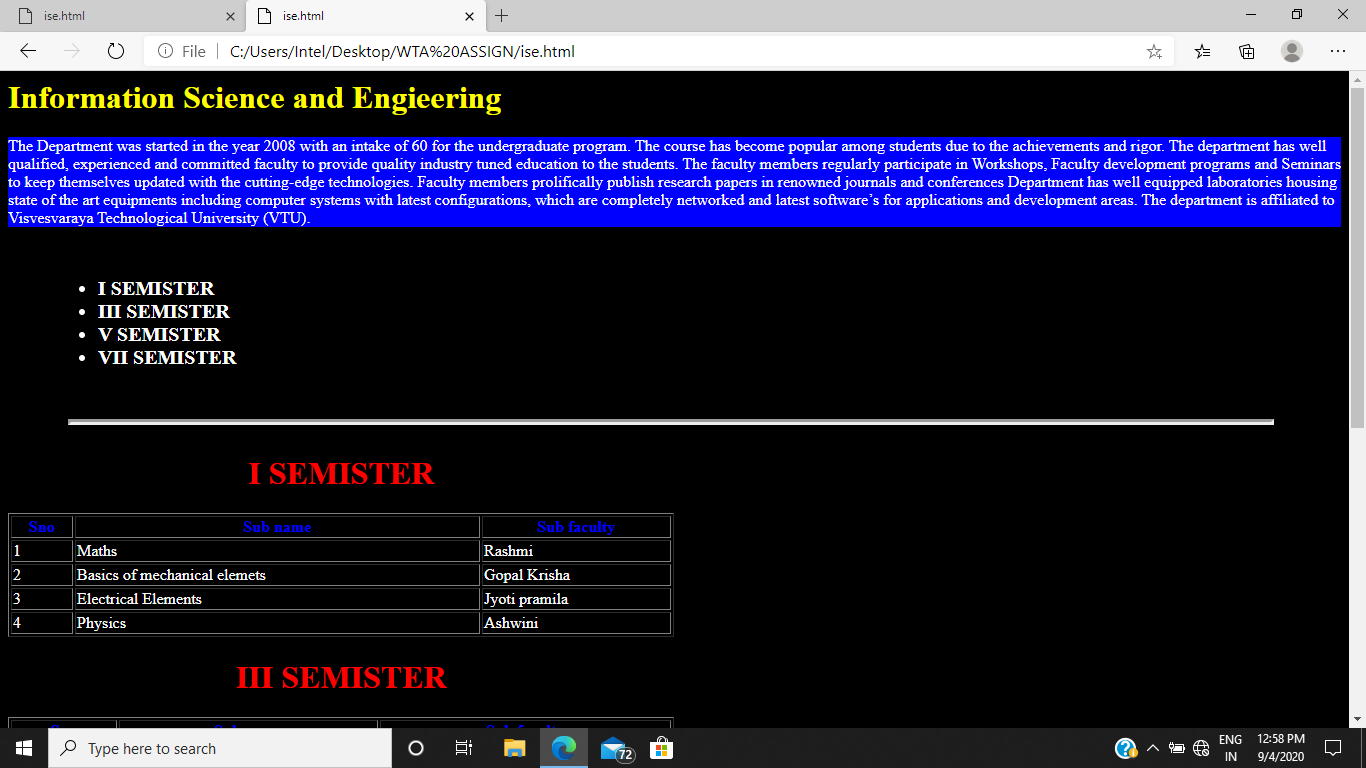 ise.html
ise.html
File
C:/Users/Intel/Desktop/WTA%20ASSIGN/ise.html
Information Science and Engieering
The Department was started in the year 2008 with an intake of 60 for the undergraduate program. The course has become popular among students due to the achievements and rigor. The department has well
qualified, experienced and committed faculty to provide quality industry tuned education to the students. The faculty members regularly participate in Workshops, Faculty development programs and Seminars
to keep themselves updated with the cutting-edge technologies. Faculty members prolifically publish research papers in renowned journals and conferences Department has well equipped laboratories housing
state of the art equipments including computer systems with latest configurations, which are completely networked and latest software’s for applications and development areas. The department is affiliated to
Visvesvaraya Technological University (VTU).
• I SEMISTER
• III SEMISTER
• V SEMISTER
• VII SEMISTER
I SEMISTER
Sno Sub name Sub faculty
1 Maths Rashmi
2 Basics of mechanical elemets Gopal Krisha
3 Electrical Elements Jyoti pramila
4 Physics Ashwini
III SEMISTER
Type here to search
72
ENG
IN
12:58 PM
9/4/2020